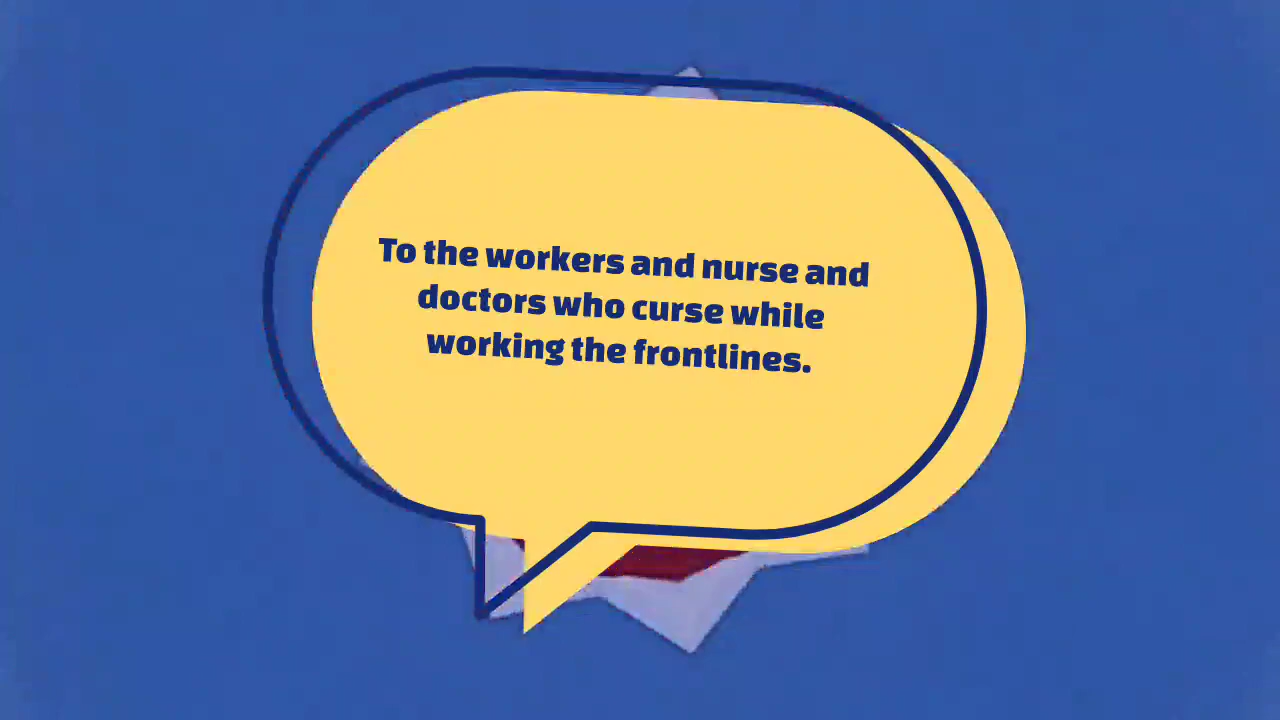 To the workers and nurse and
doctors who curse while
working the frontlines.